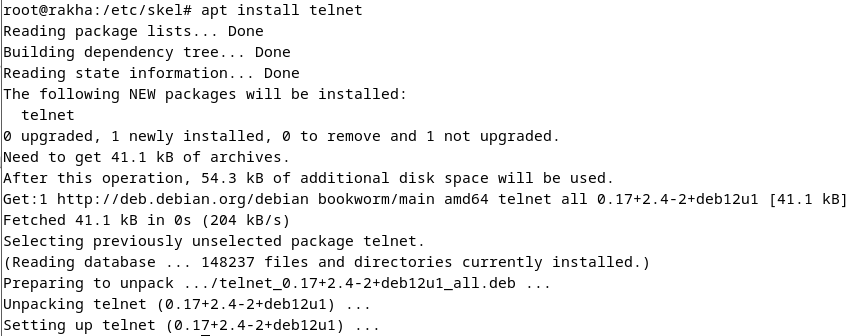 root@rakha:/etc/skel# apt install telnet
Reading package lists... Done
Building dependency tree... Done
Reading state information... Done
The following NEW packages will be installed:
  telnet
0 upgraded, 1 newly installed, 0 to remove and 1 not upgraded.
Need to get 41.1 kB of archives.
After this operation, 54.3 kB of additional disk space will be used.
Get:1 http://deb.debian.org/debian bookworm/main amd64 telnet all 0.17+2.4-2+deb12u1 [41.1 kB]
Fetched 41.1 kB in 0s (204 kB/s)
Selecting previously unselected package telnet.
(Reading database ... 148237 files and directories currently installed.)
Preparing to unpack .../telnet_0.17+2.4-2+deb12u1_all.deb ...
Unpacking telnet (0.17+2.4-2+deb12u1) ...
Setting up telnet (0.17+2.4-2+deb12u1) ...